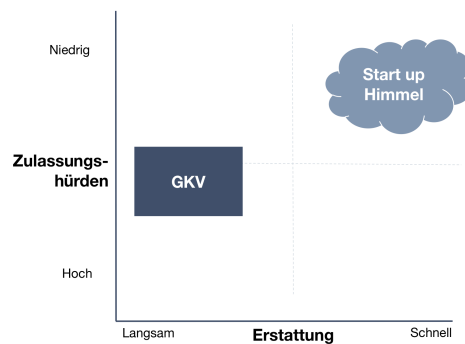 Niedrig
Start up
Himmel
Zulassungs-
hürden
GKV
Hoch
Langsam
Erstattung
Schnell